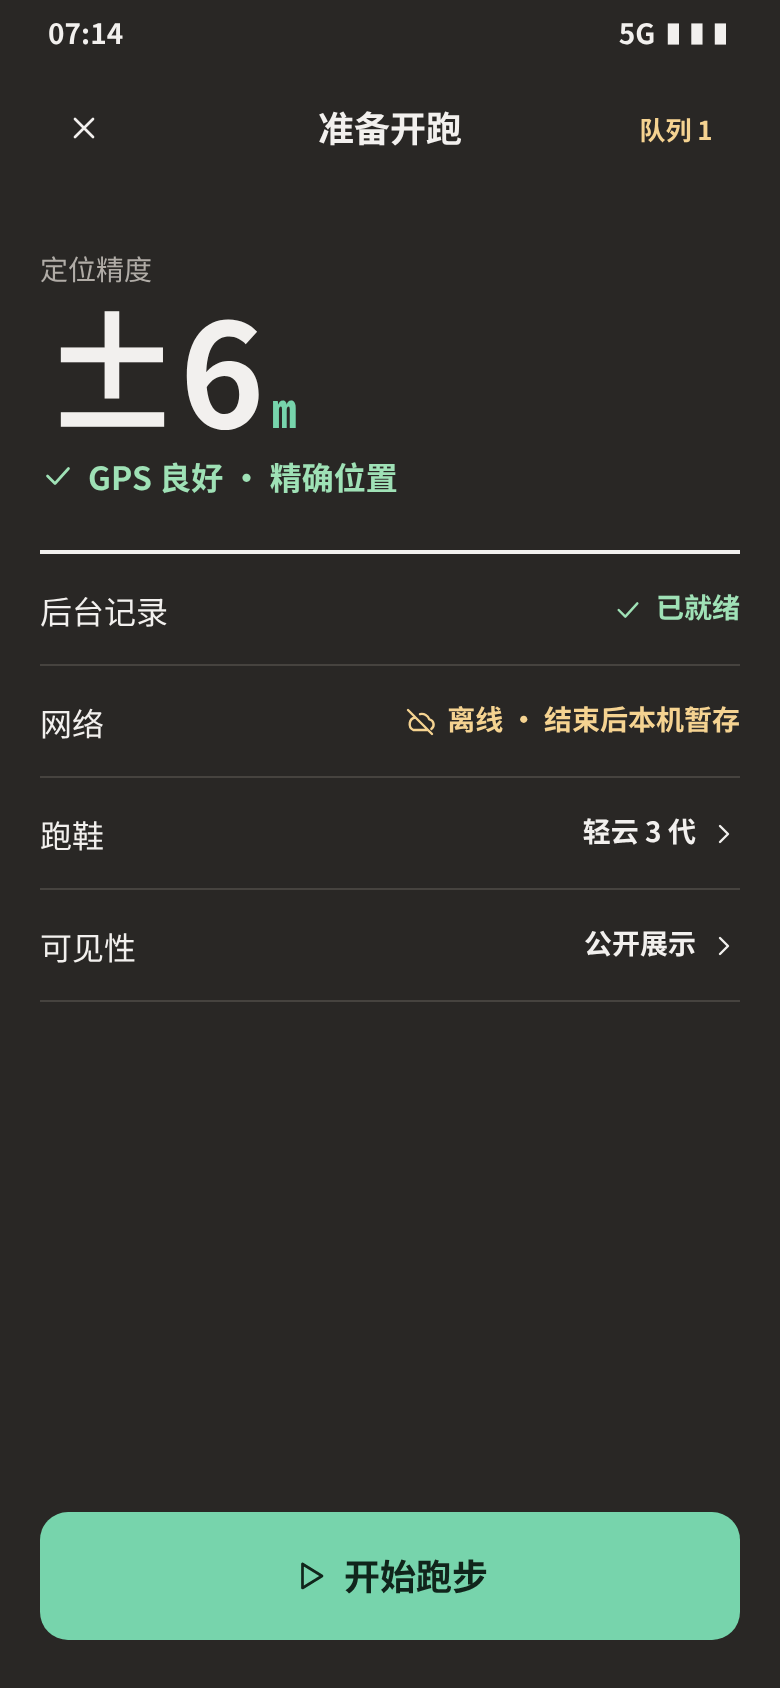 07:14 5G
准备开跑 队列 1
定位精度
±6m
GPS 良好 · 精确位置
后台记录 已就绪
网络 离线 · 结束后本机暂存
跑鞋 轻云 3 代
可见性 公开展示
开始跑步